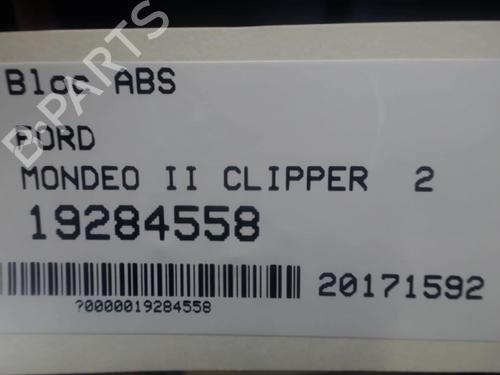 B-PARTS
Bloc ABS
FORD
MONDEO II CLIPPER 2
19284558
20171592
?0000019284558